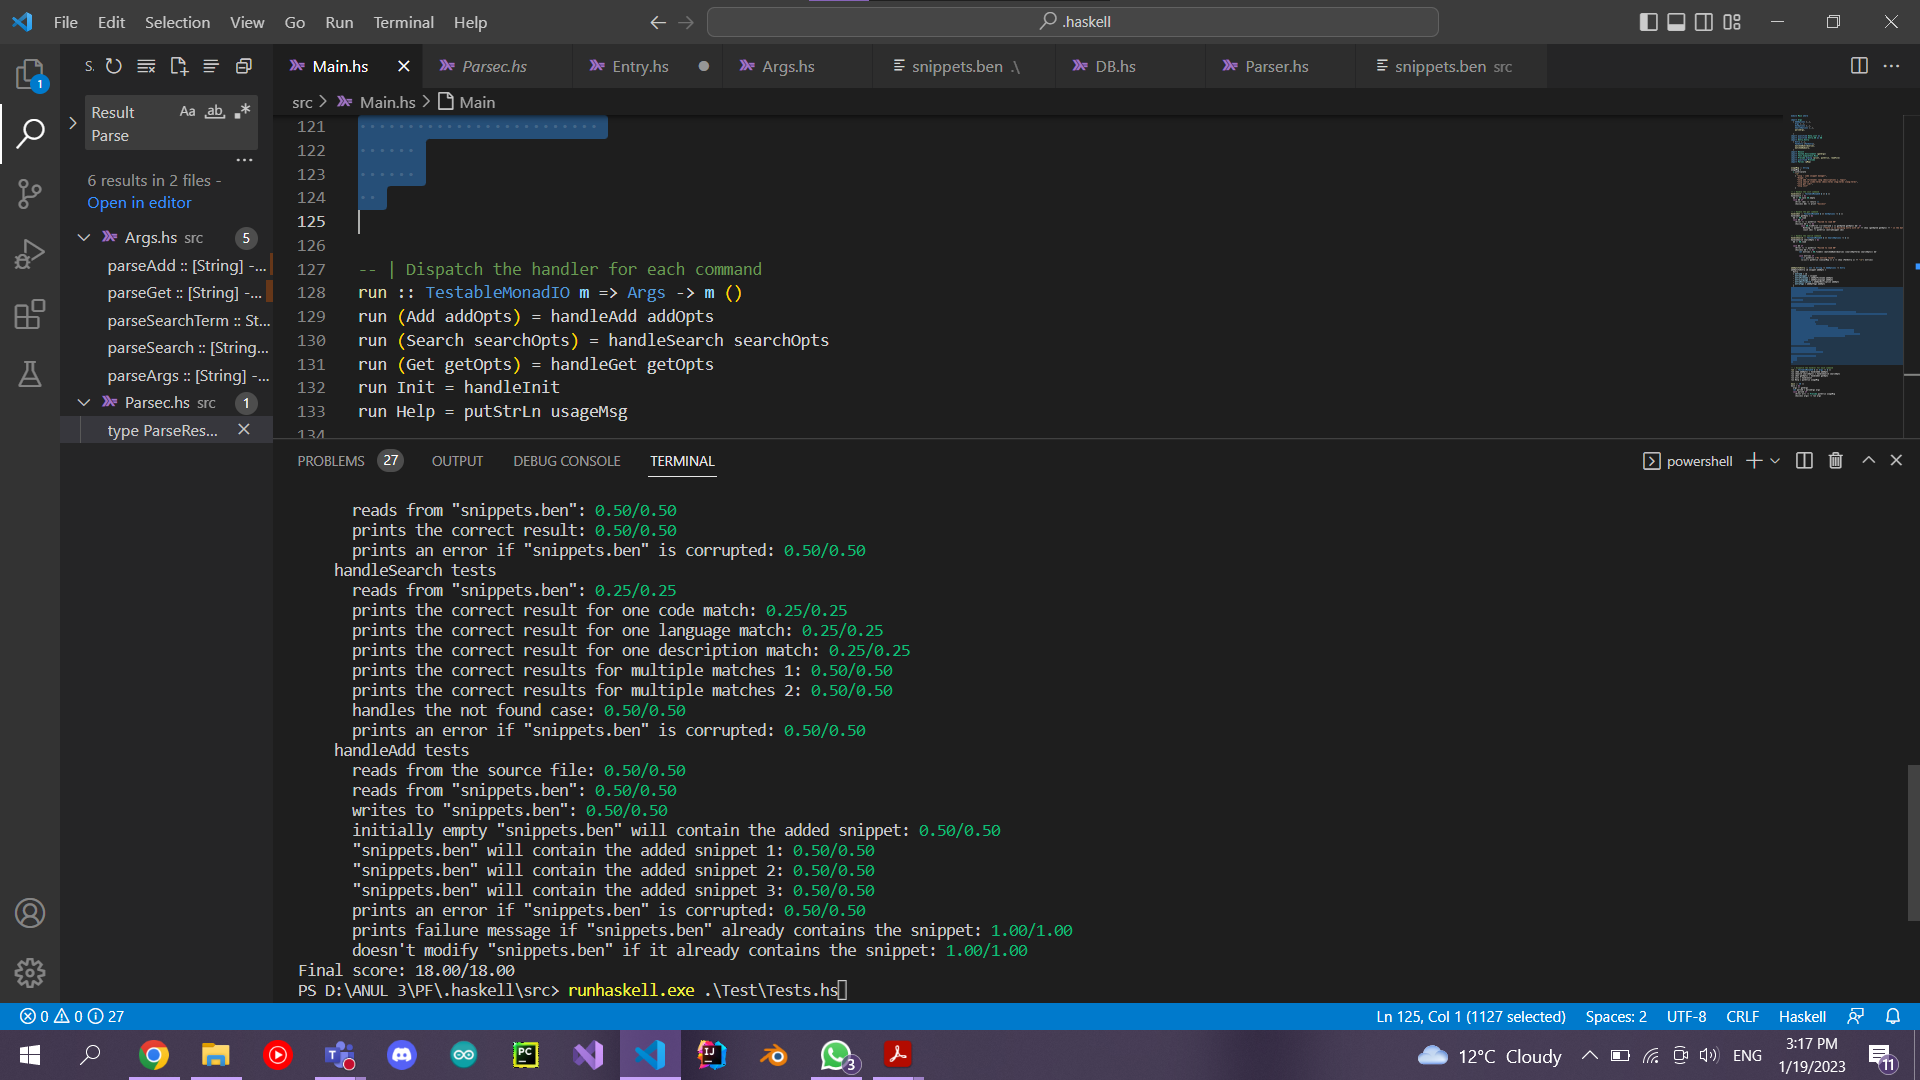 File Edit Selection View Go Run Terminal Help
.haskell
S.
Main.hs
Parsec.hs
Entry.hs
Args.hs
snippets.ben .\
DB.hs
Parser.hs
snippets.ben src
src > Main.hs > Main
Result
Parse
Aa ab
6 results in 2 files -
Open in editor
Args.hs src 5
parseAdd :: [String] -...
parseGet :: [String] -...
parseSearchTerm :: St...
parseSearch :: [String...
parseArgs :: [String] -...
Parsec.hs src 1
type ParseRes...
1
121
122
123
124
125
126
127 -- | Dispatch the handler for each command
128 run :: TestableMonadIO m => Args -> m ()
129 run (Add addOpts) = handleAdd addOpts
130 run (Search searchOpts) = handleSearch searchOpts
131 run (Get getOpts) = handleGet getOpts
132 run Init = handleInit
133 run Help = putStrLn usageMsg
134
PROBLEMS 27 OUTPUT DEBUG CONSOLE TERMINAL
powershell
reads from "snippets.ben": 0.50/0.50
prints the correct result: 0.50/0.50
prints an error if "snippets.ben" is corrupted: 0.50/0.50
handleSearch tests
reads from "snippets.ben": 0.25/0.25
prints the correct result for one code match: 0.25/0.25
prints the correct result for one language match: 0.25/0.25
prints the correct result for one description match: 0.25/0.25
prints the correct results for multiple matches 1: 0.50/0.50
prints the correct results for multiple matches 2: 0.50/0.50
handles the not found case: 0.50/0.50
prints an error if "snippets.ben" is corrupted: 0.50/0.50
handleAdd tests
reads from the source file: 0.50/0.50
reads from "snippets.ben": 0.50/0.50
writes to "snippets.ben": 0.50/0.50
initially empty "snippets.ben" will contain the added snippet: 0.50/0.50
"snippets.ben" will contain the added snippet 1: 0.50/0.50
"snippets.ben" will contain the added snippet 2: 0.50/0.50
"snippets.ben" will contain the added snippet 3: 0.50/0.50
prints an error if "snippets.ben" is corrupted: 0.50/0.50
prints failure message if "snippets.ben" already contains the snippet: 1.00/1.00
doesn't modify "snippets.ben" if it already contains the snippet: 1.00/1.00
Final score: 18.00/18.00
PS D:\ANUL 3\PF\.haskell\src> runhaskell.exe .\Test\Tests.hs
0 0 27
Ln 125, Col 1 (1127 selected) Spaces: 2 UTF-8 CRLF Haskell
12°C Cloudy
ENG
3:17 PM
1/19/2023
3
11